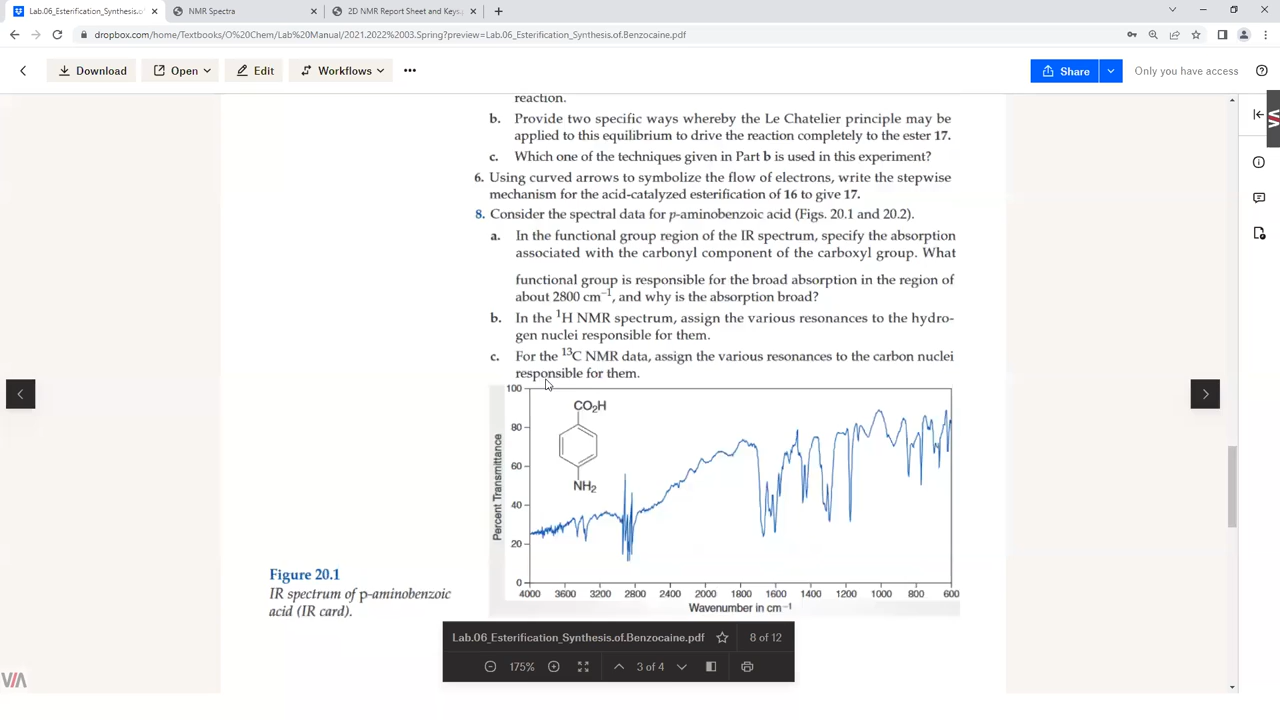 Lab.06_Esterification_Synthesis.o
NMR Spectra
2D NMR Report Sheet and Keys
dropbox.com/home/Textbooks/O%20Chem/Lab%20Manual/2021.2022%2003.Spring?preview=Lab.06_Esterification_Synthesis.of.Benzocaine.pdf
Download
Open
Edit
Workflows
Share
Only you have access
reaction.
b. Provide two specific ways whereby the Le Chatelier principle may be
applied to this equilibrium to drive the reaction completely to the ester 17.
c. Which one of the techniques given in Part b is used in this experiment?
6. Using curved arrows to symbolize the flow of electrons, write the stepwise
mechanism for the acid-catalyzed esterification of 16 to give 17.
8. Consider the spectral data for p-aminobenzoic acid (Figs. 20.1 and 20.2).
a. In the functional group region of the IR spectrum, specify the absorption
associated with the carbonyl component of the carboxyl group. What
functional group is responsible for the broad absorption in the region of
about 2800 cm⁻¹, and why is the absorption broad?
b. In the ¹H NMR spectrum, assign the various resonances to the hydro-
gen nuclei responsible for them.
c. For the ¹³C NMR data, assign the various resonances to the carbon nuclei
responsible for them.
100
80
60
40
20
0
Percent Transmittance
CO₂H
NH₂
4000 3600 3200 2800 2400 2000 1800 1600 1400 1200 1000 800 600
Wavenumber in cm⁻¹
Figure 20.1
IR spectrum of p-aminobenzoic
acid (IR card).
Lab.06_Esterification_Synthesis.of.Benzocaine.pdf
8 of 12
175%
3 of 4
VIA